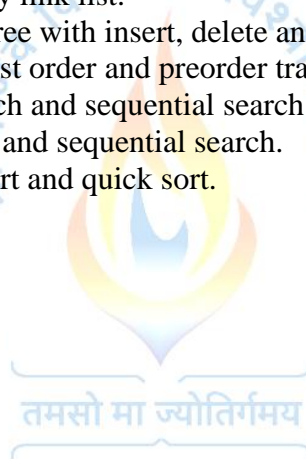 y link list.
ree with insert, delete an
st order and preorder tra
ch and sequential search
and sequential search.
rt and quick sort.
तमसो मा ज्योतिर्गमय